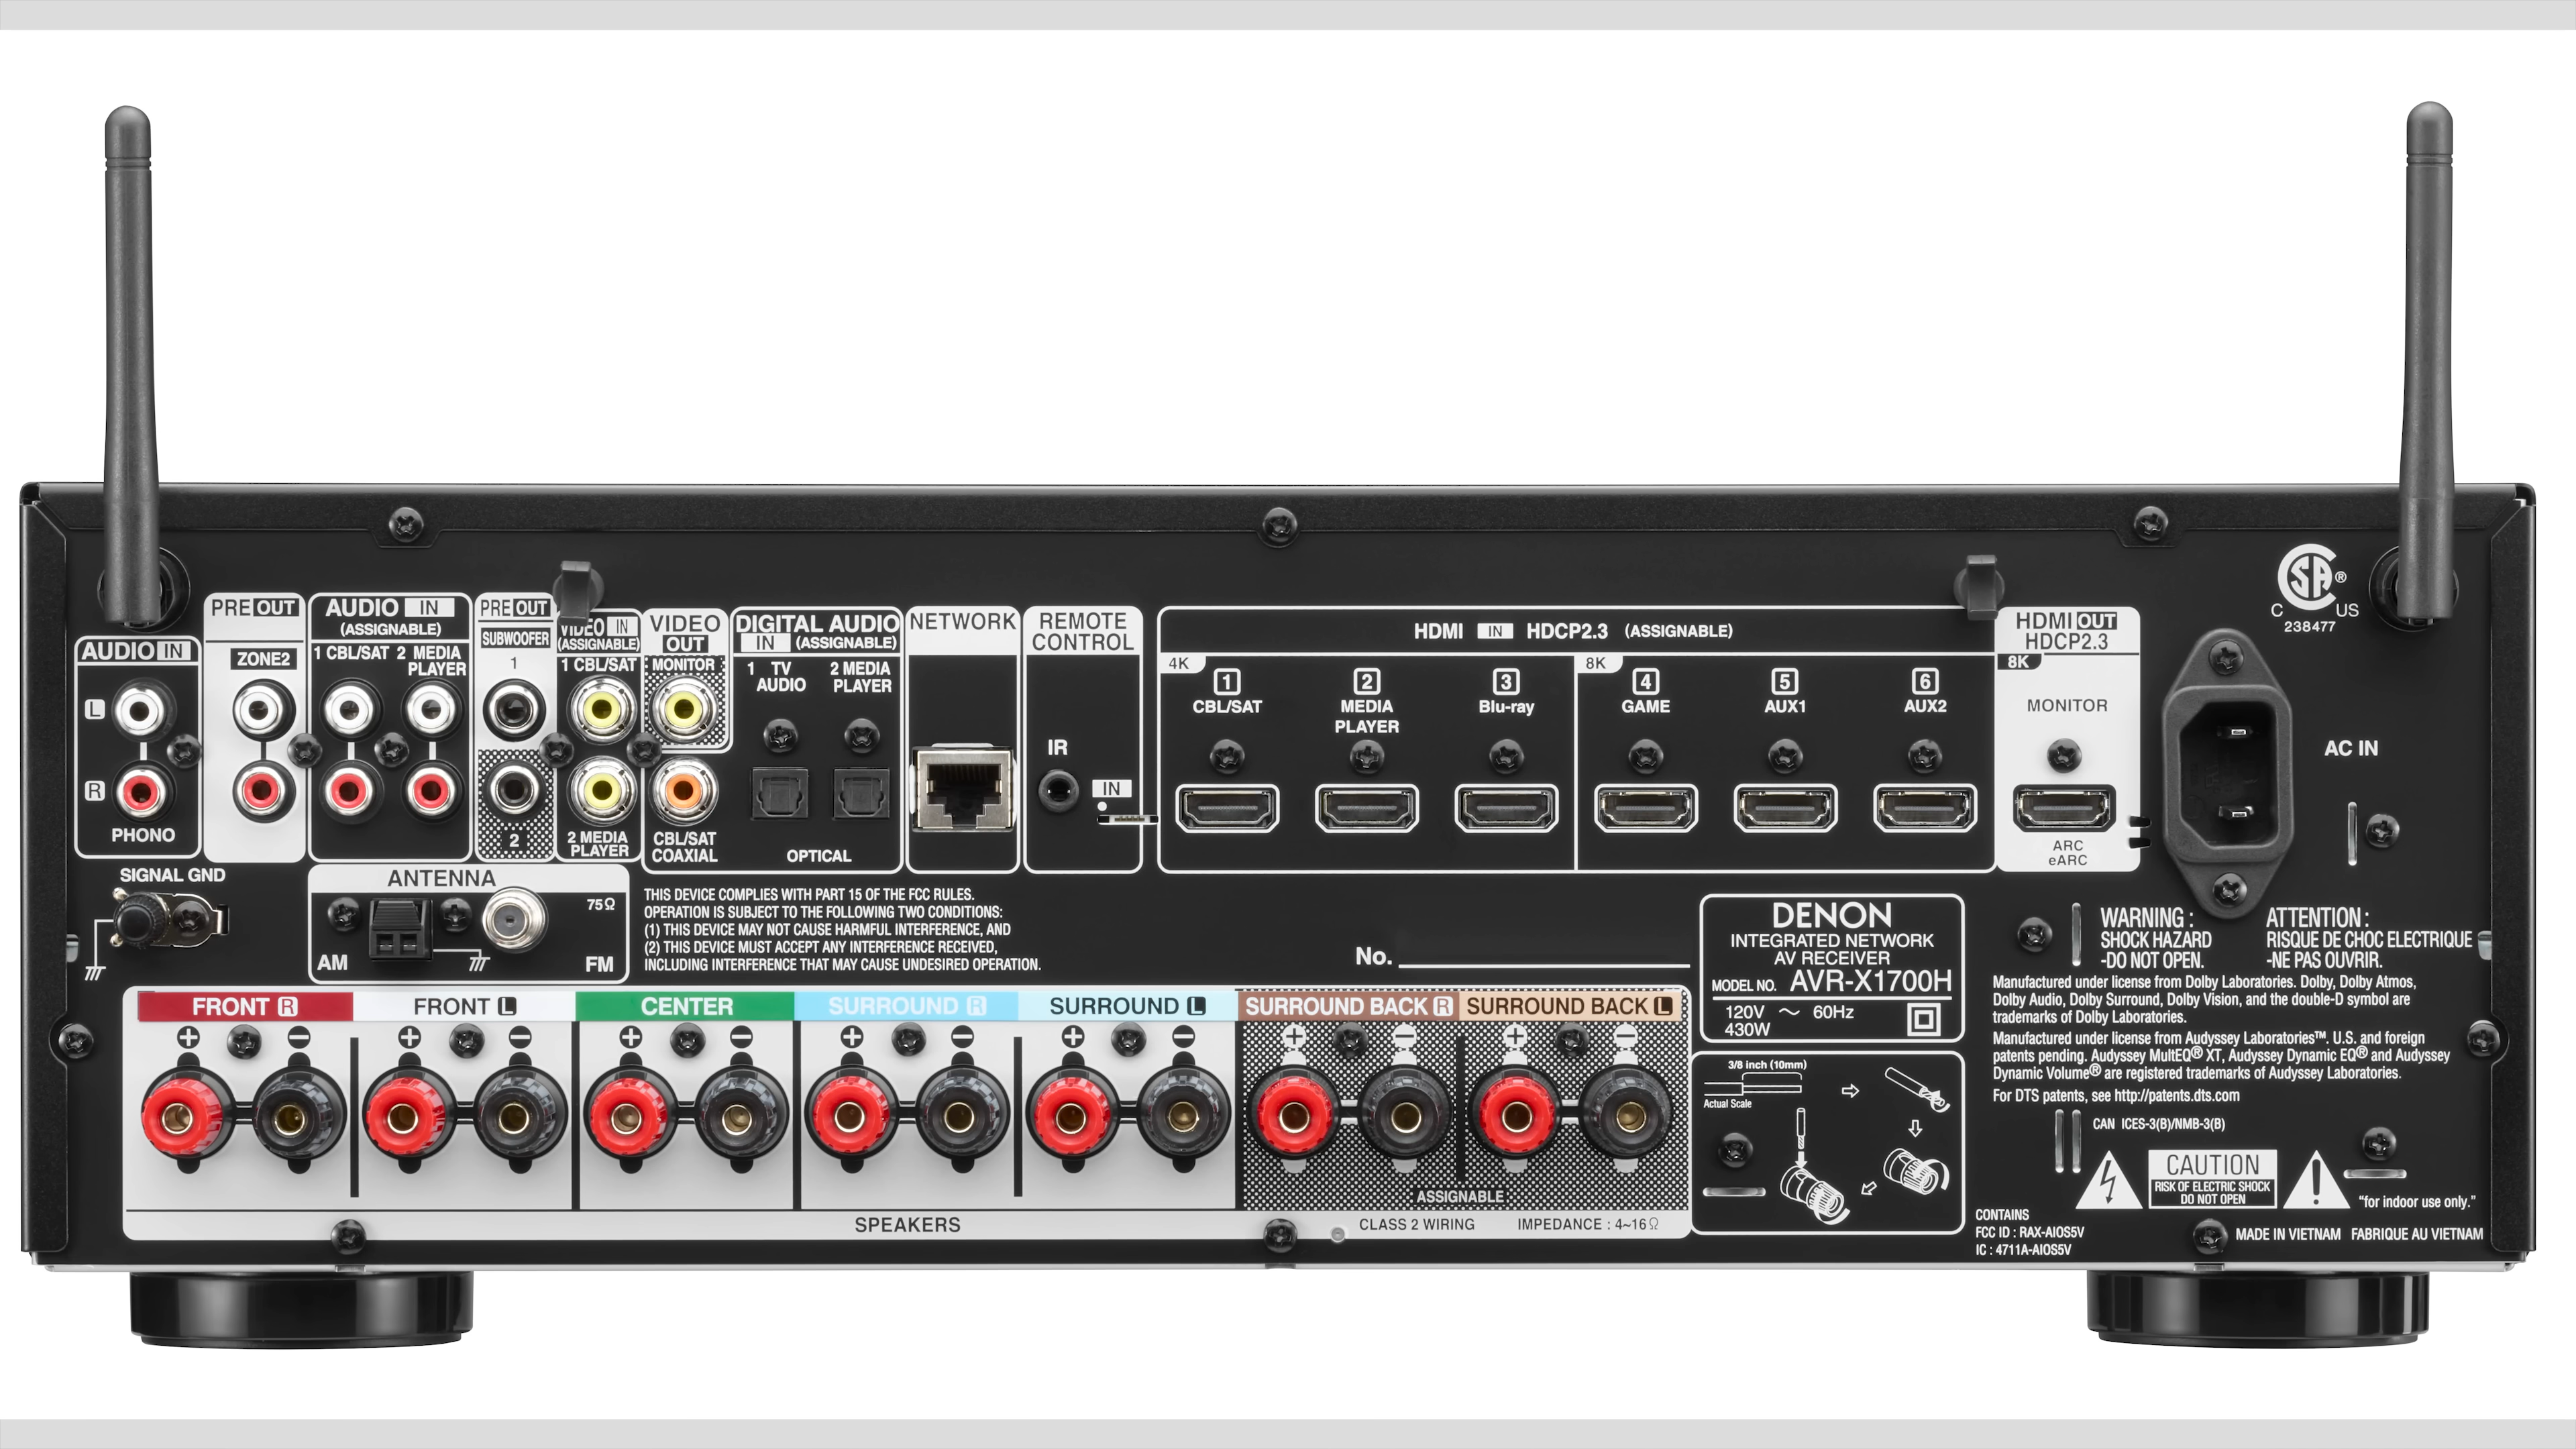 AUDIO IN
L
R
PHONO
SIGNAL GND
PRE OUT
ZONE2
AUDIO IN
(ASSIGNABLE)
1 CBL/SAT 2 MEDIA
PLAYER
PRE OUT
SUBWOOFER
1
2
VIDEO IN
(ASSIGNABLE)
1 CBL/SAT
2 MEDIA
PLAYER
VIDEO
OUT
MONITOR
CBL/SAT
COAXIAL
DIGITAL AUDIO
IN (ASSIGNABLE)
1 TV
AUDIO
2 MEDIA
PLAYER
OPTICAL
NETWORK
REMOTE
CONTROL
IR
IN
HDMI IN HDCP2.3 (ASSIGNABLE)
4K
8K
1
CBL/SAT
2
MEDIA
PLAYER
3
Blu-ray
4
GAME
5
AUX1
6
AUX2
HDMI OUT
HDCP2.3
8K
MONITOR
ARC
eARC
SA ®
C US
238477
AC IN
ANTENNA
75Ω
AM
FM
THIS DEVICE COMPLIES WITH PART 15 OF THE FCC RULES.
OPERATION IS SUBJECT TO THE FOLLOWING TWO CONDITIONS:
(1) THIS DEVICE MAY NOT CAUSE HARMFUL INTERFERENCE, AND
(2) THIS DEVICE MUST ACCEPT ANY INTERFERENCE RECEIVED,
INCLUDING INTERFERENCE THAT MAY CAUSE UNDESIRED OPERATION.
No.
DENON
INTEGRATED NETWORK
AV RECEIVER
MODEL NO. AVR-X1700H
120V ~ 60Hz
430W
WARNING :
SHOCK HAZARD
-DO NOT OPEN.
ATTENTION :
RISQUE DE CHOC ELECTRIQUE
-NE PAS OUVRIR.
Manufactured under license from Dolby Laboratories. Dolby, Dolby Atmos,
Dolby Audio, Dolby Surround, Dolby Vision, and the double-D symbol are
trademarks of Dolby Laboratories.
Manufactured under license from Audyssey Laboratories™. U.S. and foreign
patents pending. Audyssey MultEQ® XT, Audyssey Dynamic EQ® and Audyssey
Dynamic Volume® are registered trademarks of Audyssey Laboratories.
For DTS patents, see http://patents.dts.com
CAN ICES-3(B)/NMB-3(B)
CAUTION
RISK OF ELECTRIC SHOCK
DO NOT OPEN
"for indoor use only."
CONTAINS
FCC ID : RAX-AIOS5V
IC : 4711A-AIOS5V
MADE IN VIETNAM FABRIQUE AU VIETNAM
FRONT R
FRONT L
CENTER
SURROUND R
SURROUND L
SURROUND BACK R
SURROUND BACK L
+ − + − + − + − + − + − + −
ASSIGNABLE
SPEAKERS
CLASS 2 WIRING
IMPEDANCE : 4~16Ω
3/8 inch (10mm)
Actual Scale